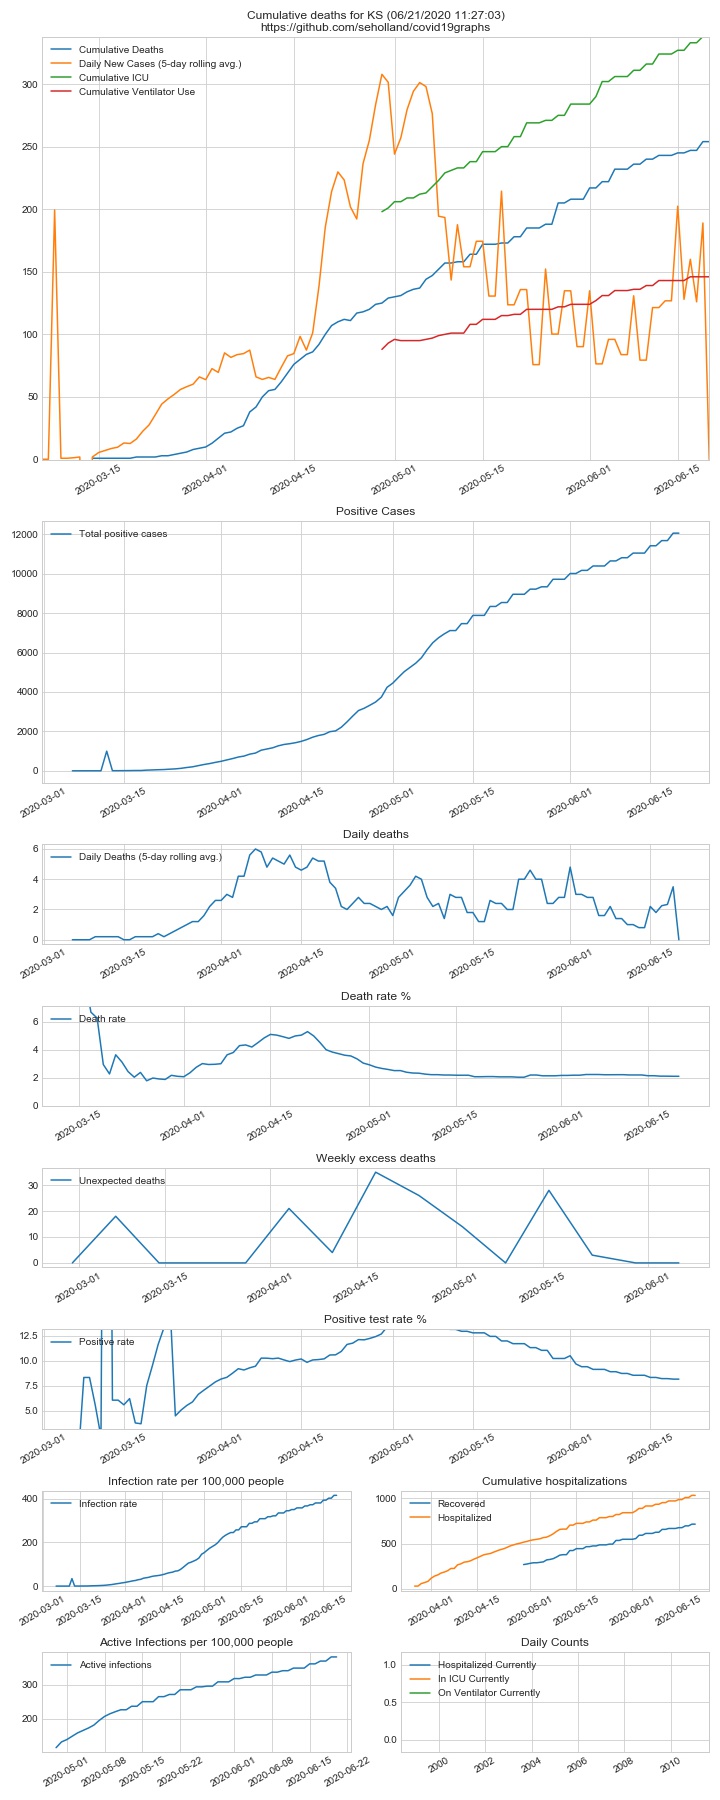 Cumulative deaths for KS (06/21/2020 11:27:03)
https://github.com/seholland/covid19graphs
Cumulative Deaths
Daily New Cases (5-day rolling avg.)
Cumulative ICU
Cumulative Ventilator Use
300
250
200
150
100
50
0
2020-03-15 2020-04-01 2020-04-15 2020-05-01 2020-05-15 2020-06-01 2020-06-15
Positive Cases
Total positive cases
12000
10000
8000
6000
4000
2000
0
2020-03-01 2020-03-15 2020-04-01 2020-04-15 2020-05-01 2020-05-15 2020-06-01 2020-06-15
Daily deaths
Daily Deaths (5-day rolling avg.)
6
4
2
0
2020-03-01 2020-03-15 2020-04-01 2020-04-15 2020-05-01 2020-05-15 2020-06-01 2020-06-15
Death rate %
Death rate
6
4
2
0
2020-03-15 2020-04-01 2020-04-15 2020-05-01 2020-05-15 2020-06-01 2020-06-15
Weekly excess deaths
Unexpected deaths
30
20
10
0
2020-03-01 2020-03-15 2020-04-01 2020-04-15 2020-05-01 2020-05-15 2020-06-01
Positive test rate %
Positive rate
12.5
10.0
7.5
5.0
2020-03-01 2020-03-15 2020-04-01 2020-04-15 2020-05-01 2020-05-15 2020-06-01 2020-06-15
Infection rate per 100,000 people
Infection rate
400
200
0
2020-03-01 2020-03-15 2020-04-01 2020-04-15 2020-05-01 2020-05-15 2020-06-01 2020-06-15
Cumulative hospitalizations
Recovered
Hospitalized
1000
500
0
2020-04-01 2020-04-15 2020-05-01 2020-05-15 2020-06-01 2020-06-15
Active Infections per 100,000 people
Active infections
300
200
2020-05-01 2020-05-08 2020-05-15 2020-05-22 2020-06-01 2020-06-08 2020-06-15 2020-06-22
Daily Counts
Hospitalized Currently
In ICU Currently
On Ventilator Currently
1.0
0.5
0.0
2000 2002 2004 2006 2008 2010